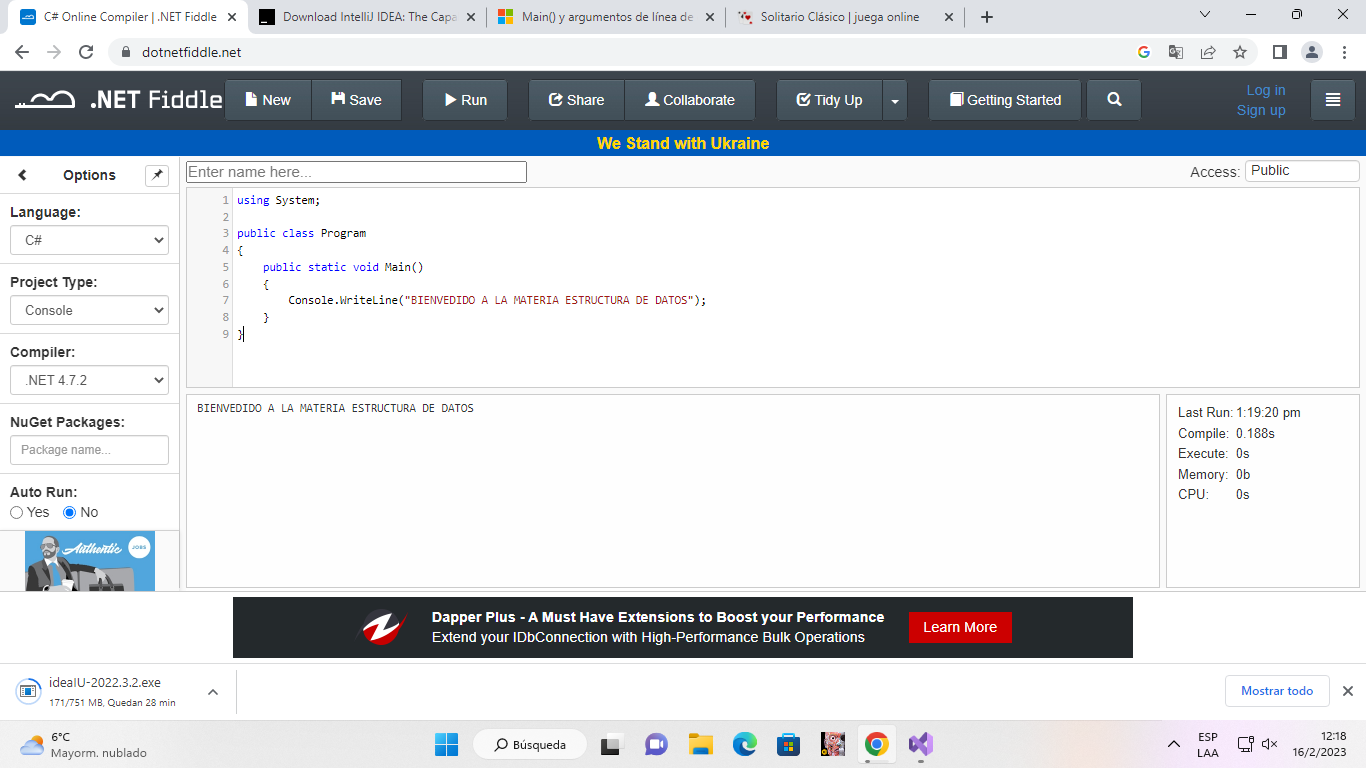 C# Online Compiler | .NET Fiddle
Download IntelliJ IDEA: The Capa
Main() y argumentos de línea de
Solitario Clásico | juega online
dotnetfiddle.net
.NET Fiddle
New
Save
Run
Share
Collaborate
Tidy Up
Getting Started
Log in
Sign up
We Stand with Ukraine
Options
Enter name here...
Access: Public
Language:
C#
Project Type:
Console
Compiler:
.NET 4.7.2
NuGet Packages:
Package name...
Auto Run:
Yes No
Authentic JOBS
1 using System;
2
3 public class Program
4 {
5 public static void Main()
6 {
7 Console.WriteLine("BIENVEDIDO A LA MATERIA ESTRUCTURA DE DATOS");
8 }
9 }
BIENVEDIDO A LA MATERIA ESTRUCTURA DE DATOS
Last Run: 1:19:20 pm
Compile: 0.188s
Execute: 0s
Memory: 0b
CPU: 0s
Dapper Plus - A Must Have Extensions to Boost your Performance
Extend your IDbConnection with High-Performance Bulk Operations
Learn More
ideaIU-2022.3.2.exe
171/751 MB, Quedan 28 min
Mostrar todo
6°C
Mayorm. nublado
Búsqueda
ESP
LAA
12:18
16/2/2023